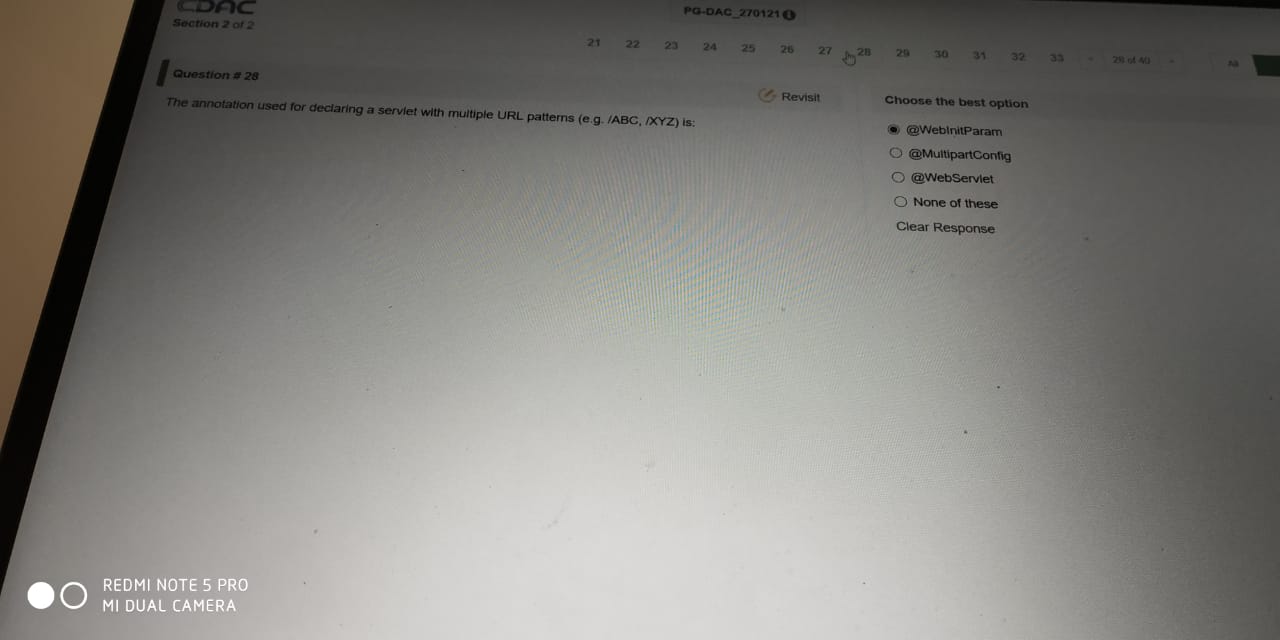 CDAC
Section 2 of 2
PG-DAC_270121
21 22 23 24 25 26 27 28 29 30 31 32 33 28 of 40 All
Question # 28
Revisit
The annotation used for declaring a servlet with multiple URL patterns (e.g. /ABC, /XYZ) is:
Choose the best option
@WebInitParam
@MultipartConfig
@WebServlet
None of these
Clear Response
REDMI NOTE 5 PRO
MI DUAL CAMERA